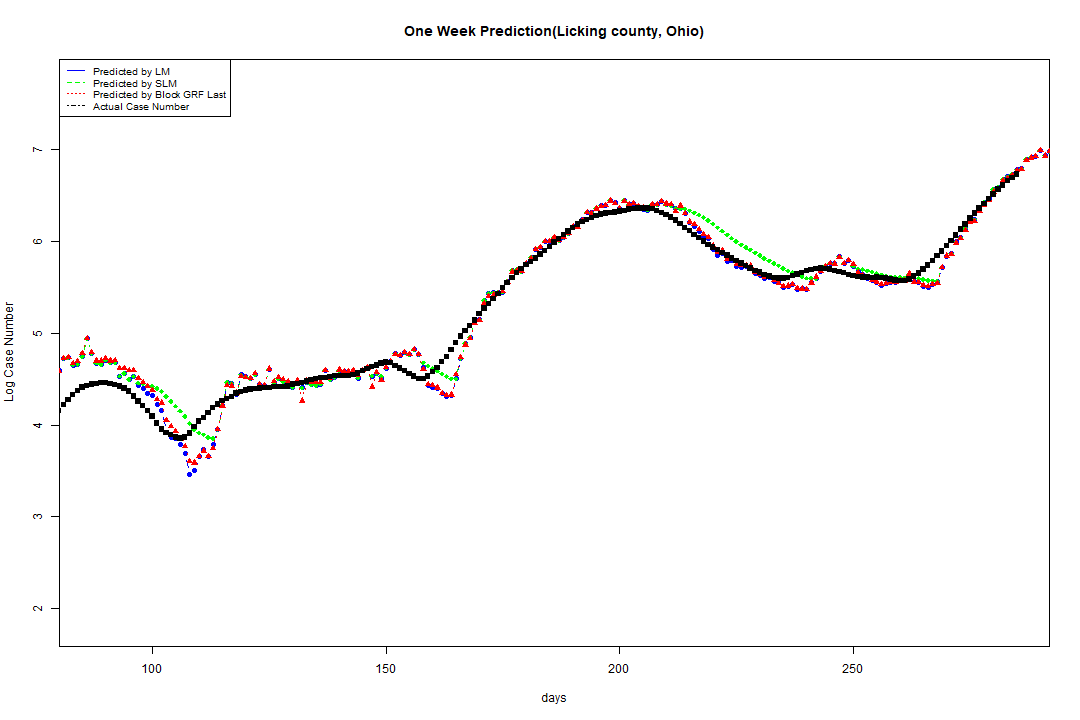 One Week Prediction(Licking county, Ohio)
Predicted by LM
Predicted by SLM
Predicted by Block GRF Last
Actual Case Number
Log Case Number
7
6
5
4
3
2
100
150
200
250
days